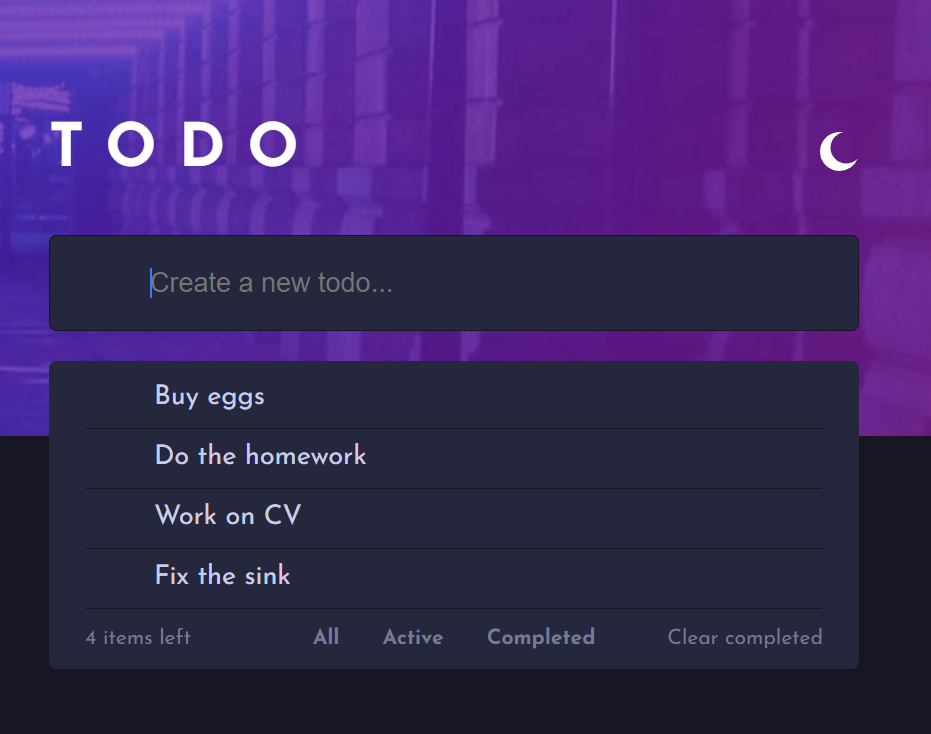 TODO
Create a new todo...
Buy eggs
Do the homework
Work on CV
Fix the sink
4 items left All Active Completed Clear completed